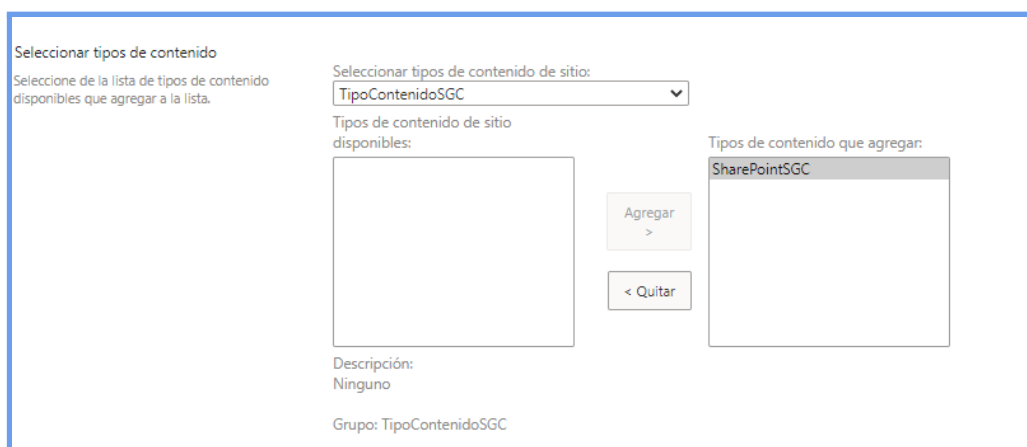 Seleccionar tipos de contenido
Seleccione de la lista de tipos de contenido
disponibles que agregar a la lista.
Seleccionar tipos de contenido de sitio:
TipoContenidoSGC
Tipos de contenido de sitio
disponibles:
Agregar
>
< Quitar
Tipos de contenido que agregar:
SharePointSGC
Descripción:
Ninguno
Grupo: TipoContenidoSGC